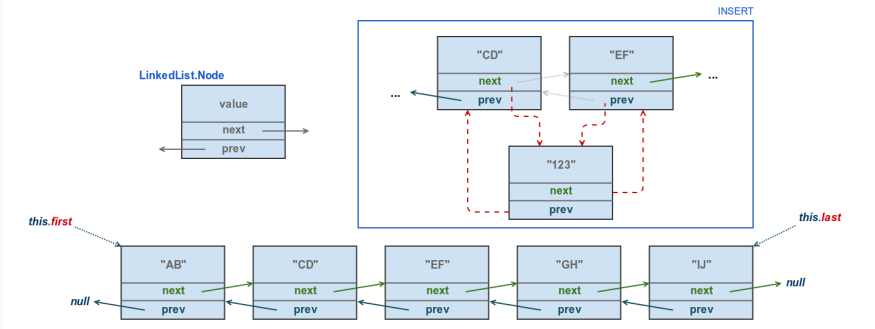 INSERT
"CD" "EF"
LinkedList.Node
next next ...
... prev prev
value
next
prev
"123"
next
prev
this.first this.last
"AB" "CD" "EF" "GH" "IJ"
next next next next next null
null prev prev prev prev prev